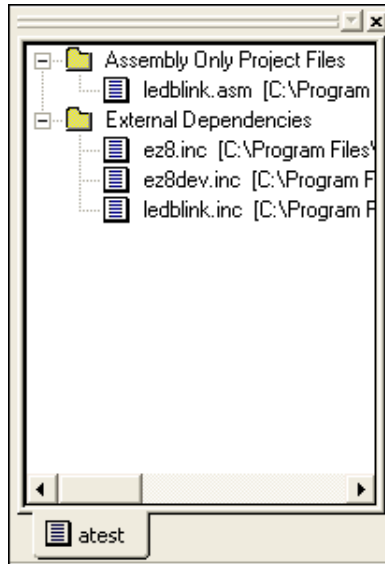 Assembly Only Project Files
ledblink.asm [C:\Program
External Dependencies
ez8.inc [C:\Program Files\
ez8dev.inc [C:\Program F
ledblink.inc [C:\Program F
atest